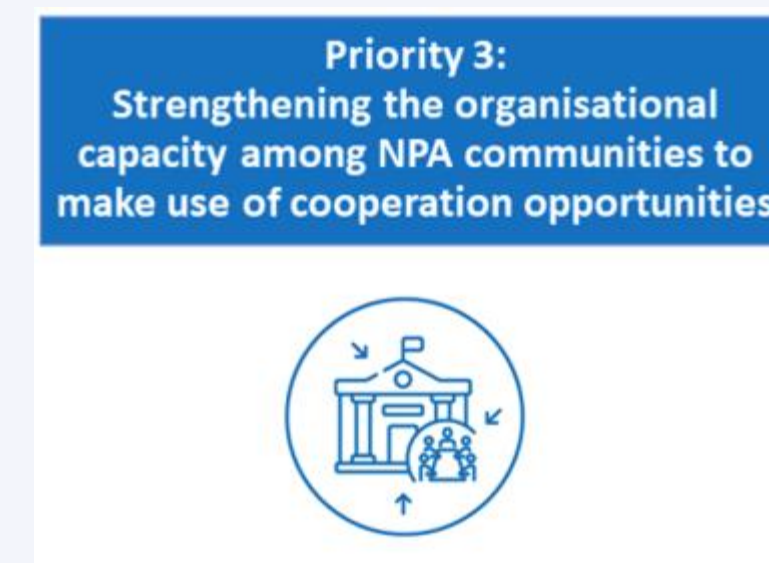 Priority 3:
Strengthening the organisational
capacity among NPA communities to
make use of cooperation opportunities